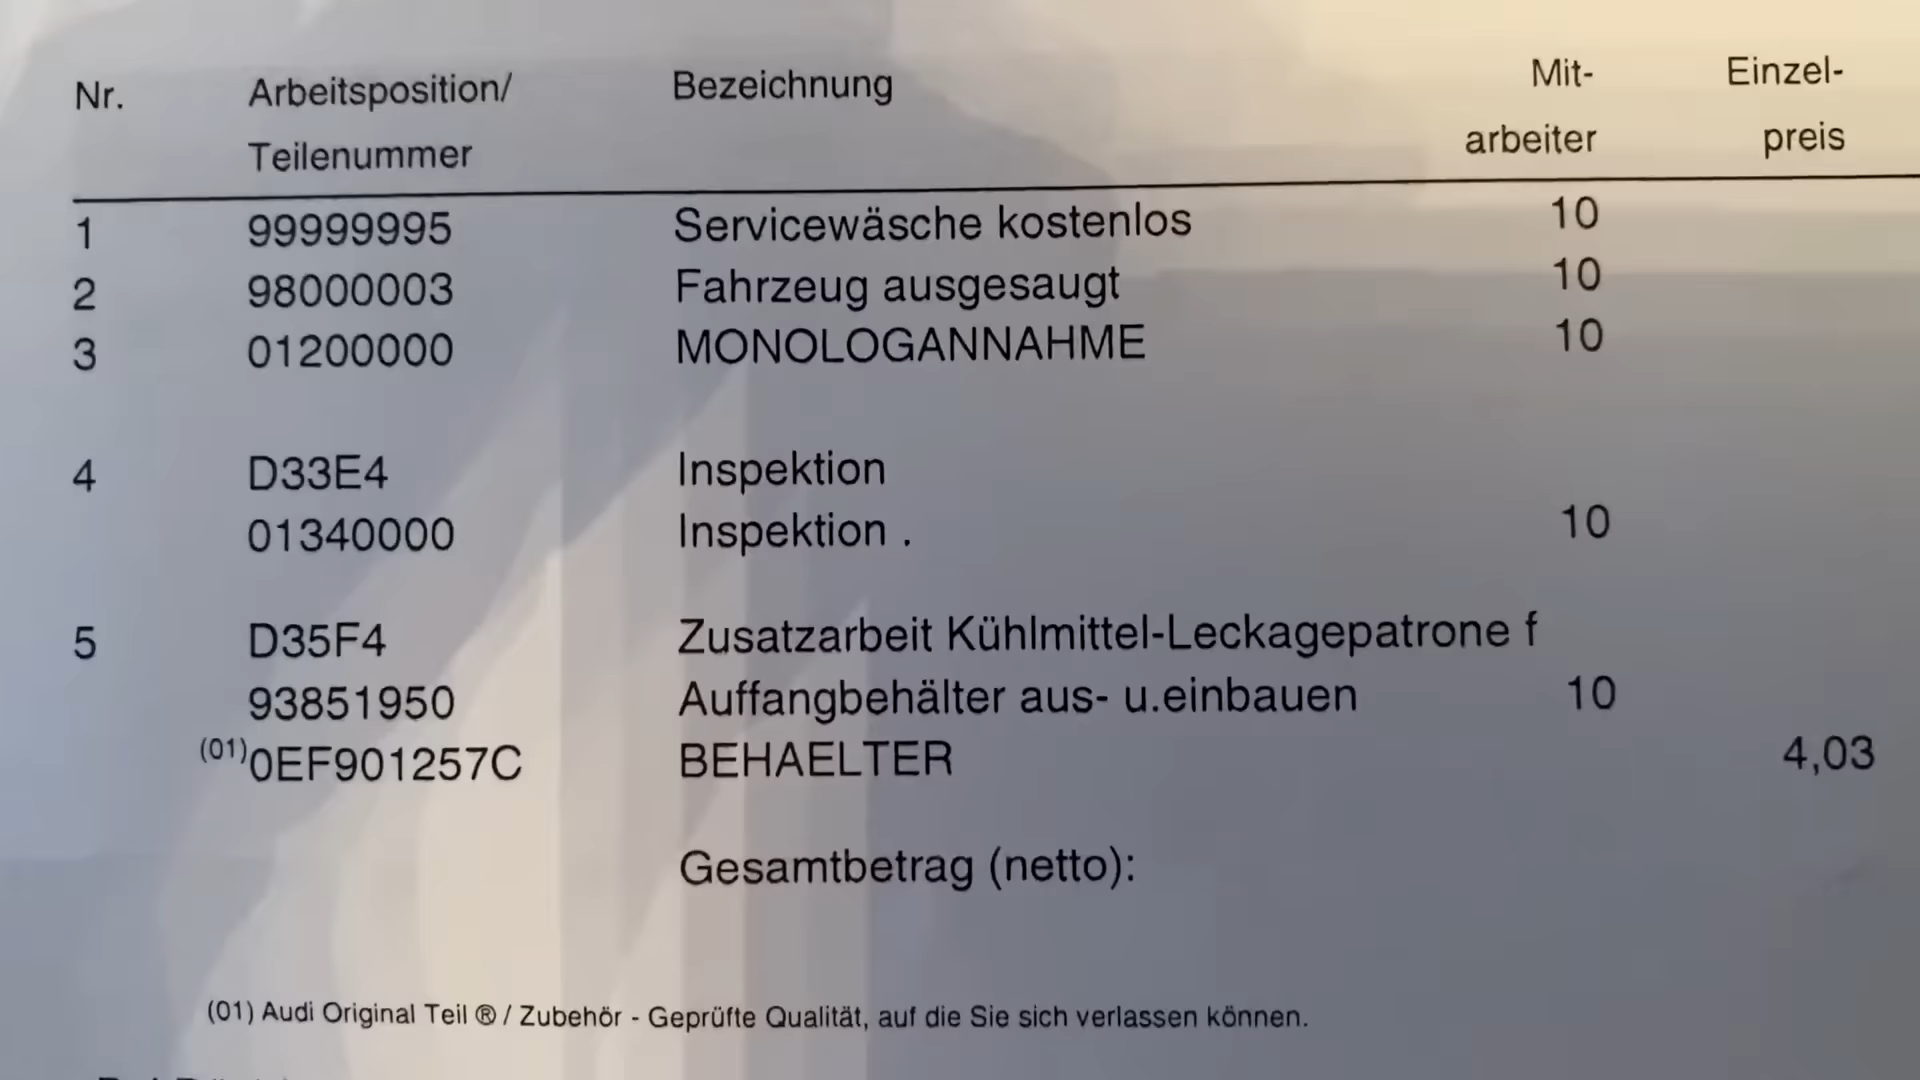 Nr. Arbeitsposition/ Bezeichnung Mit- Einzel-
Teilenummer arbeiter preis
1 99999995 Servicewäsche kostenlos 10
2 98000003 Fahrzeug ausgesaugt 10
3 01200000 MONOLOGANNAHME 10
4 D33E4 Inspektion
01340000 Inspektion . 10
5 D35F4 Zusatzarbeit Kühlmittel-Leckagepatrone f
93851950 Auffangbehälter aus- u.einbauen 10
(01) 0EF901257C BEHAELTER 4,03
Gesamtbetrag (netto):
(01) Audi Original Teil ® / Zubehör - Geprüfte Qualität, auf die Sie sich verlassen können.